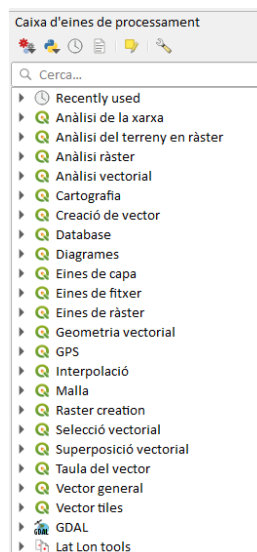 Caixa d'eines de processament
Cerca...
Recently used
Anàlisi de la xarxa
Anàlisi del terreny en ràster
Anàlisi ràster
Anàlisi vectorial
Cartografia
Creació de vector
Database
Diagrames
Eines de capa
Eines de fitxer
Eines de ràster
Geometria vectorial
GPS
Interpolació
Malla
Raster creation
Selecció vectorial
Superposició vectorial
Taula del vector
Vector general
Vector tiles
GDAL GDAL
Lat Lon tools